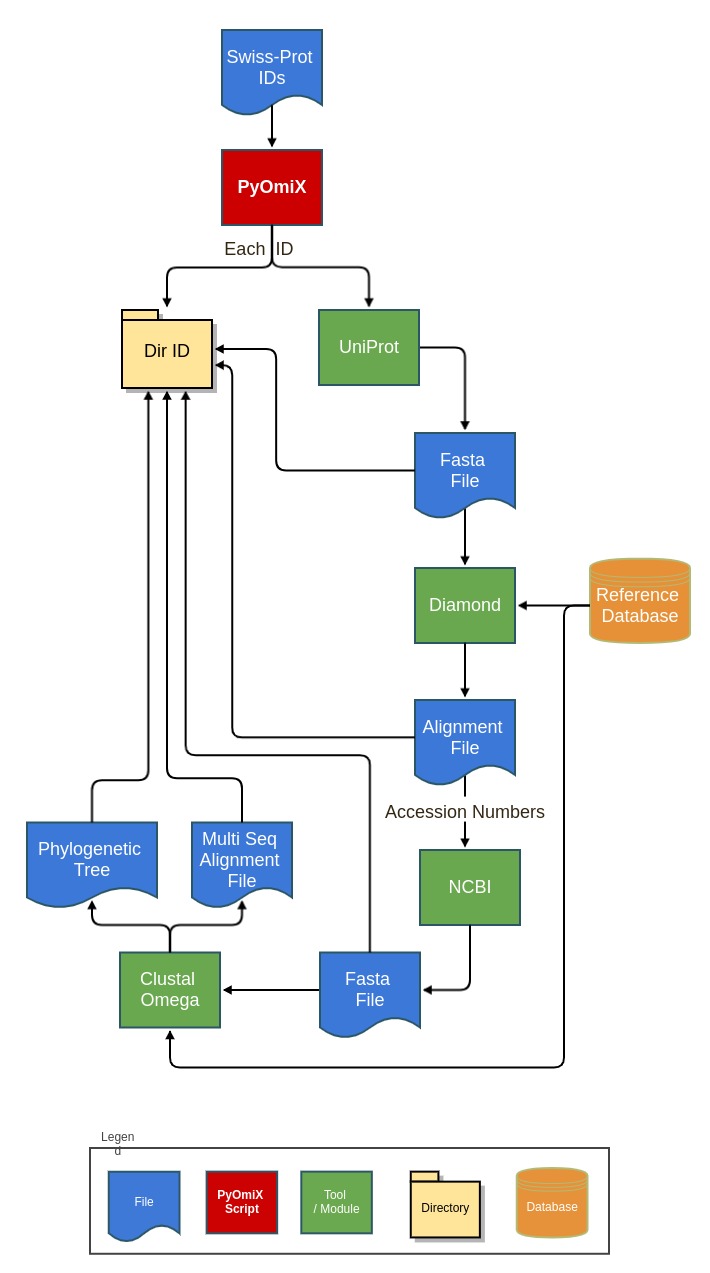 Swiss-Prot
IDs
PyOmiX
Each ID
Dir ID
UniProt
Fasta
File
Diamond
Reference
Database
Alignment
File
Accession Numbers
Phylogenetic
Tree
Multi Seq
Alignment
File
NCBI
Clustal
Omega
Fasta
File
Legen
d
File
PyOmiX
Script
Tool
/ Module
Directory
Database